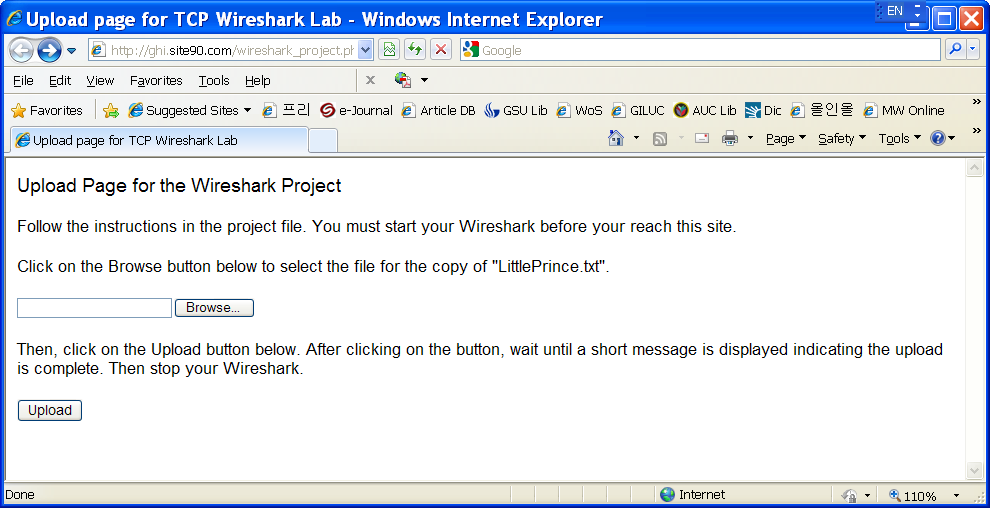 Upload page for TCP Wireshark Lab - Windows Internet Explorer
EN
http://ghi.site90.com/wireshark_project.ph
Google
File Edit View Favorites Tools Help
Favorites Suggested Sites 프리 e-Journal Article DB GSU Lib WoS GILUC AUC Lib Dic 올인올 MW Online
Upload page for TCP Wireshark Lab
Page Safety Tools
Upload Page for the Wireshark Project
Follow the instructions in the project file. You must start your Wireshark before your reach this site.
Click on the Browse button below to select the file for the copy of "LittlePrince.txt".
Browse...
Then, click on the Upload button below. After clicking on the button, wait until a short message is displayed indicating the upload
is complete. Then stop your Wireshark.
Upload
Done Internet 110%